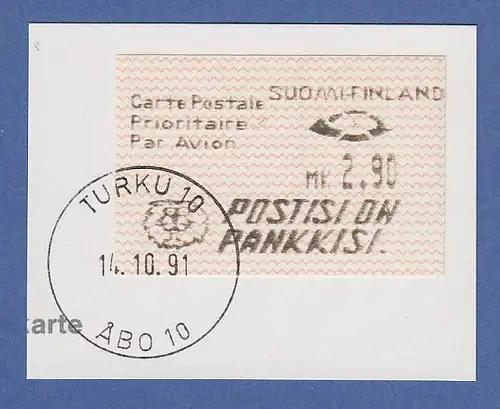 SUOMI-FINLAND
Carte Postale
Prioritaire
Par Avion
MK 2.90
POSTISI ON
PANKKISI.
TURKU 10
14.10.91
ÅBO 10
karte